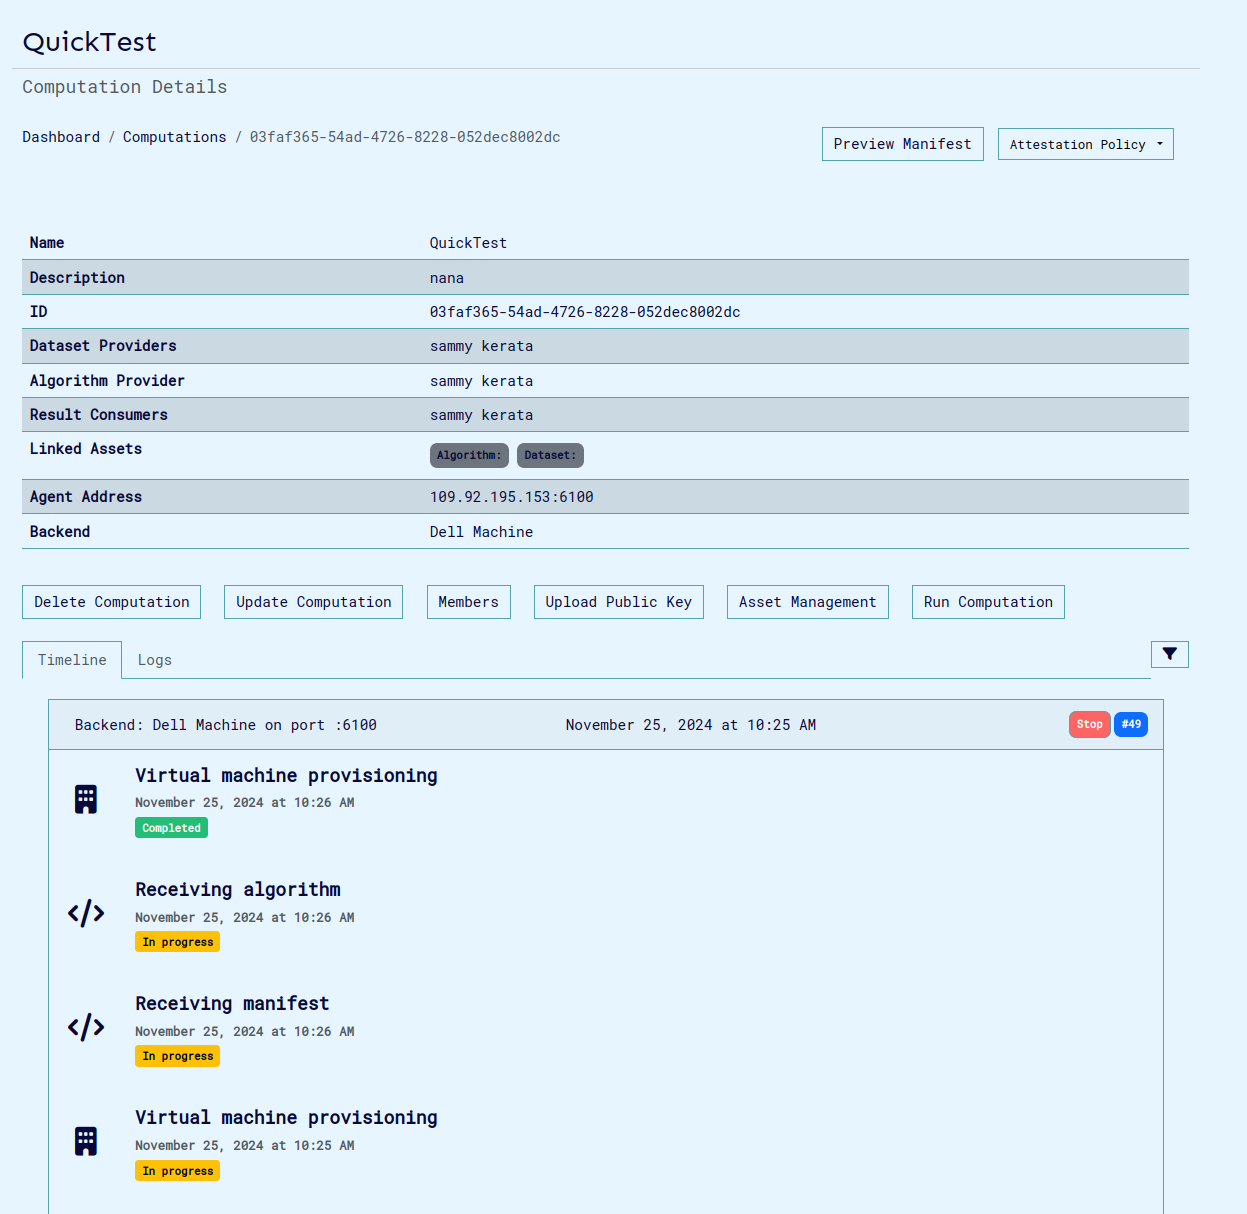 QuickTest
Computation Details
Dashboard / Computations / 03faf365-54ad-4726-8228-052dec8002dc
Preview Manifest
Attestation Policy
Name QuickTest
Description nana
ID 03faf365-54ad-4726-8228-052dec8002dc
Dataset Providers sammy kerata
Algorithm Provider sammy kerata
Result Consumers sammy kerata
Linked Assets Algorithm: Dataset:
Agent Address 109.92.195.153:6100
Backend Dell Machine
Delete Computation Update Computation Members Upload Public Key Asset Management Run Computation
Timeline Logs
Backend: Dell Machine on port :6100 November 25, 2024 at 10:25 AM Stop #49
Virtual machine provisioning
November 25, 2024 at 10:26 AM
Completed
Receiving algorithm
November 25, 2024 at 10:26 AM
In progress
Receiving manifest
November 25, 2024 at 10:26 AM
In progress
Virtual machine provisioning
November 25, 2024 at 10:25 AM
In progress